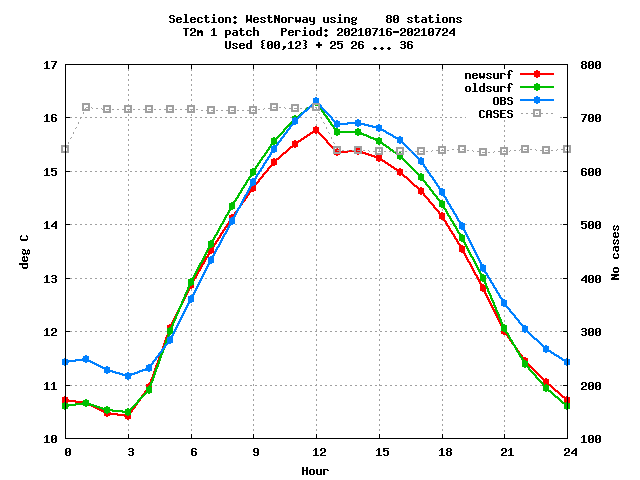 Selection: WestNorway using    80 stations
T2m 1 patch   Period: 20210716-20210724
Used {00,12} + 25 26 ... 36
17 800
newsurf
oldsurf
OBS
CASES
16 700
15 600
14 500
deg C
No cases
13 400
12 300
11 200
10 100
0 3 6 9 12 15 18 21 24
Hour